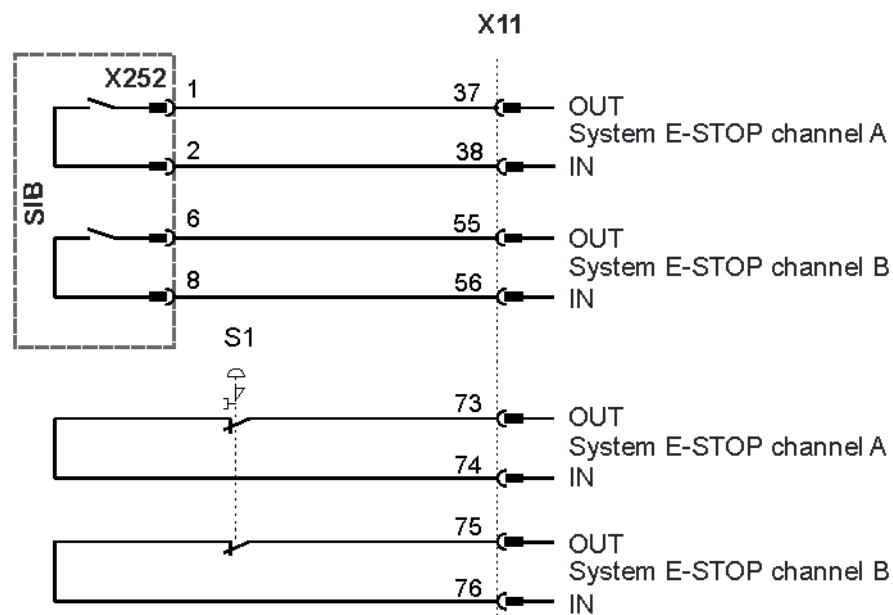 X11
X252
1
37
OUT
System E-STOP channel A
2
38
IN
SIB
6
55
OUT
System E-STOP channel B
8
56
IN
S1
73
OUT
System E-STOP channel A
74
IN
75
OUT
System E-STOP channel B
76
IN